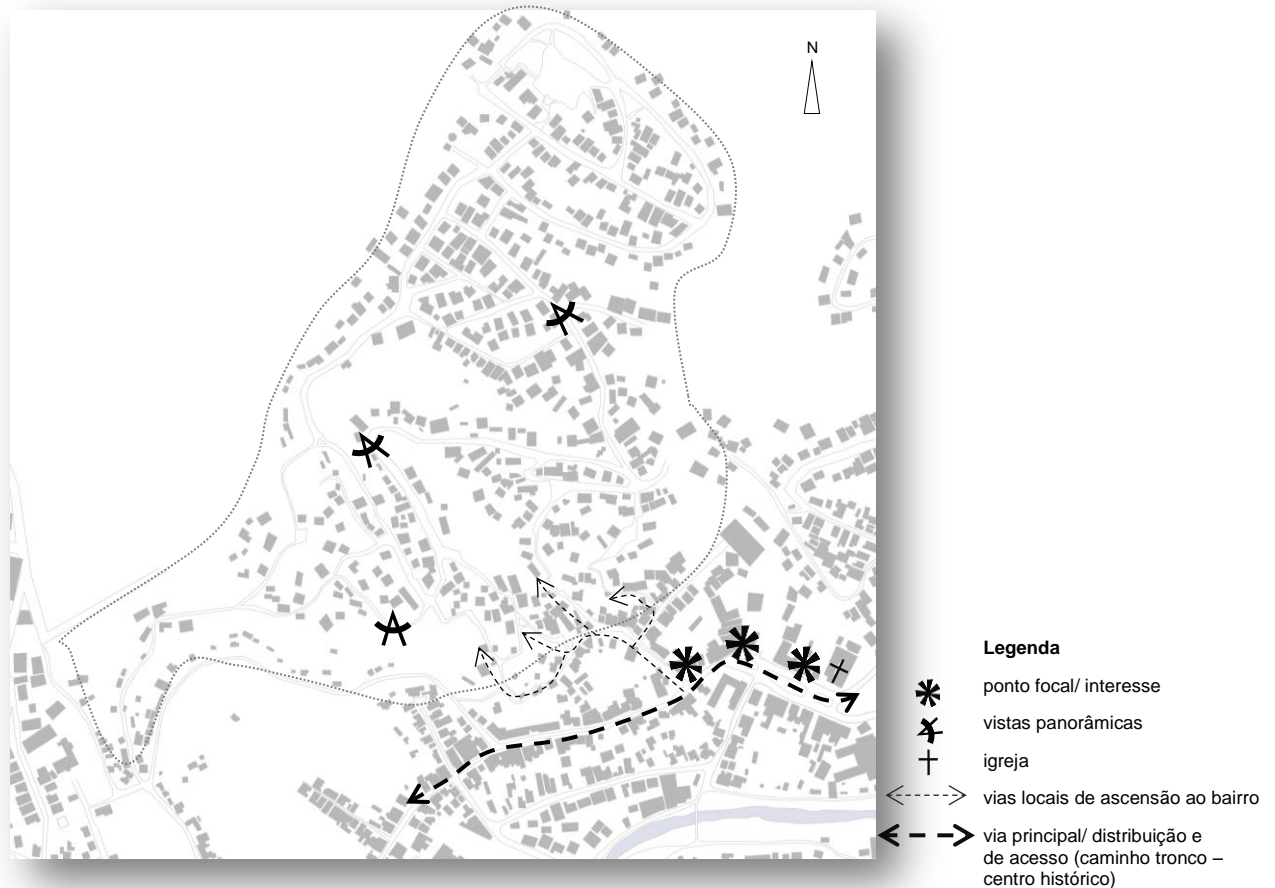 N
Legenda
ponto focal/ interesse
vistas panorâmicas
igreja
vias locais de ascensão ao bairro
via principal/ distribuição e
de acesso (caminho tronco –
centro histórico)